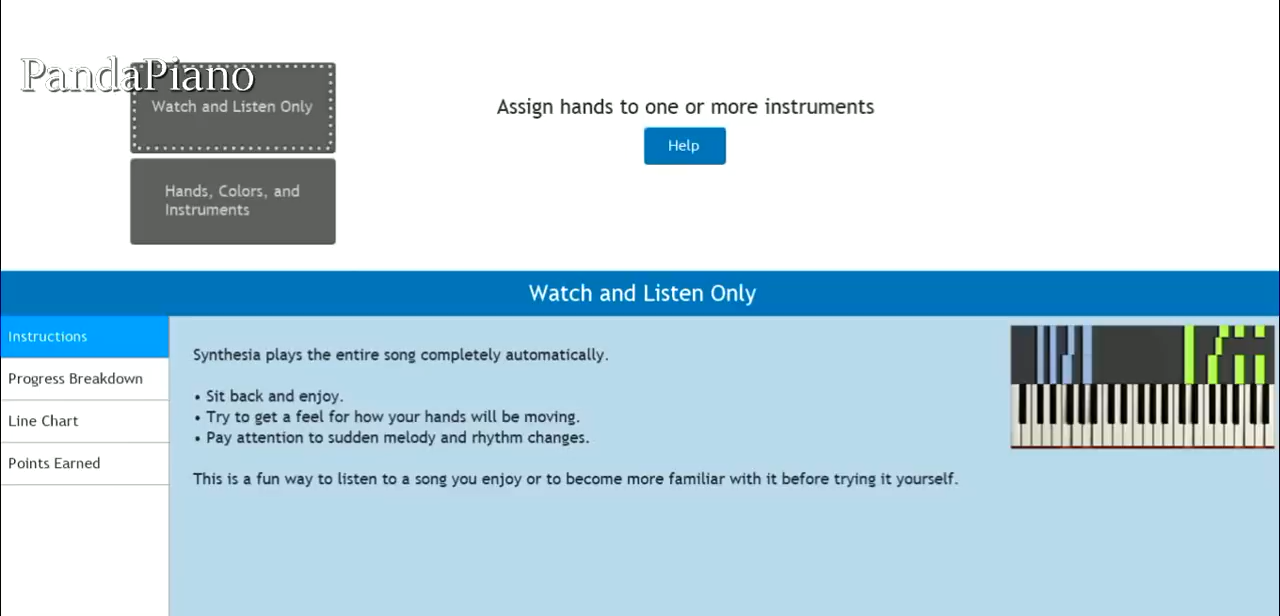 PandaPiano
Watch and Listen Only
Assign hands to one or more instruments
Help
Hands, Colors, and
Instruments
Watch and Listen Only
Instructions
Progress Breakdown
Line Chart
Points Earned
Synthesia plays the entire song completely automatically.
• Sit back and enjoy.
• Try to get a feel for how your hands will be moving.
• Pay attention to sudden melody and rhythm changes.
This is a fun way to listen to a song you enjoy or to become more familiar with it before trying it yourself.